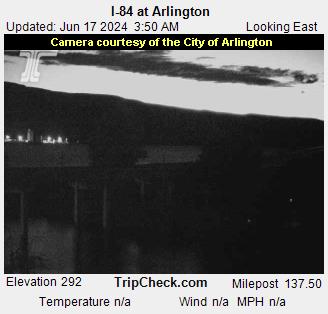 I-84 at Arlington
Updated: Jun 17 2024 3:50 AM Looking East
Camera courtesy of the City of Arlington
Elevation 292 TripCheck.com Milepost 137.50
Temperature n/a Wind n/a MPH n/a